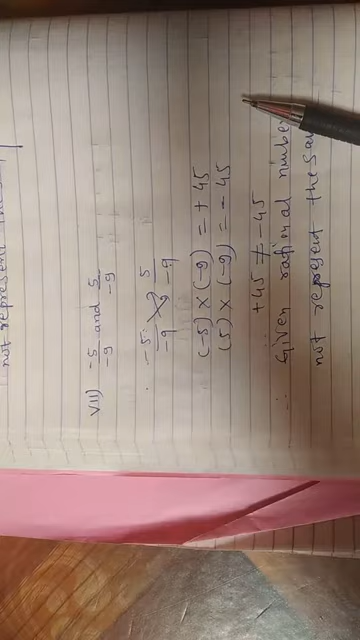 not represent the
VII) -5/-9 and 5/-9
-5/-9 5/-9
(-5) × (-9) = +45
(5) × (-9) = -45
+45 ≠ -45
∴ Given rational numbe
not represent the sa